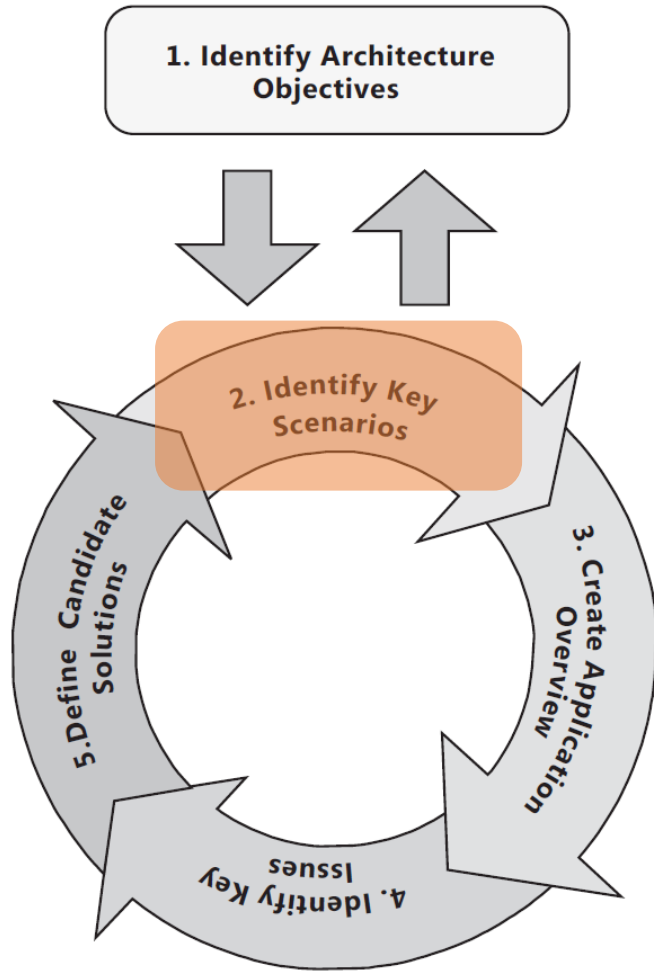 1. Identify Architecture
Objectives
2. Identify Key
Scenarios
3. Create Application
Overview
4. Identify Key
Issues
5.Define Candidate
Solutions